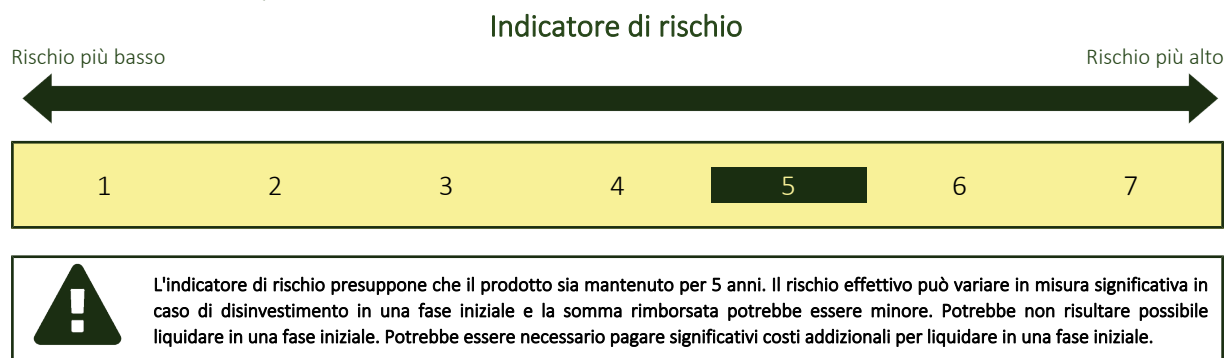 Indicatore di rischio
Rischio più basso
Rischio più alto
1 2 3 4 5 6 7
L'indicatore di rischio presuppone che il prodotto sia mantenuto per 5 anni. Il rischio effettivo può variare in misura significativa in
caso di disinvestimento in una fase iniziale e la somma rimborsata potrebbe essere minore. Potrebbe non risultare possibile
liquidare in una fase iniziale. Potrebbe essere necessario pagare significativi costi addizionali per liquidare in una fase iniziale.